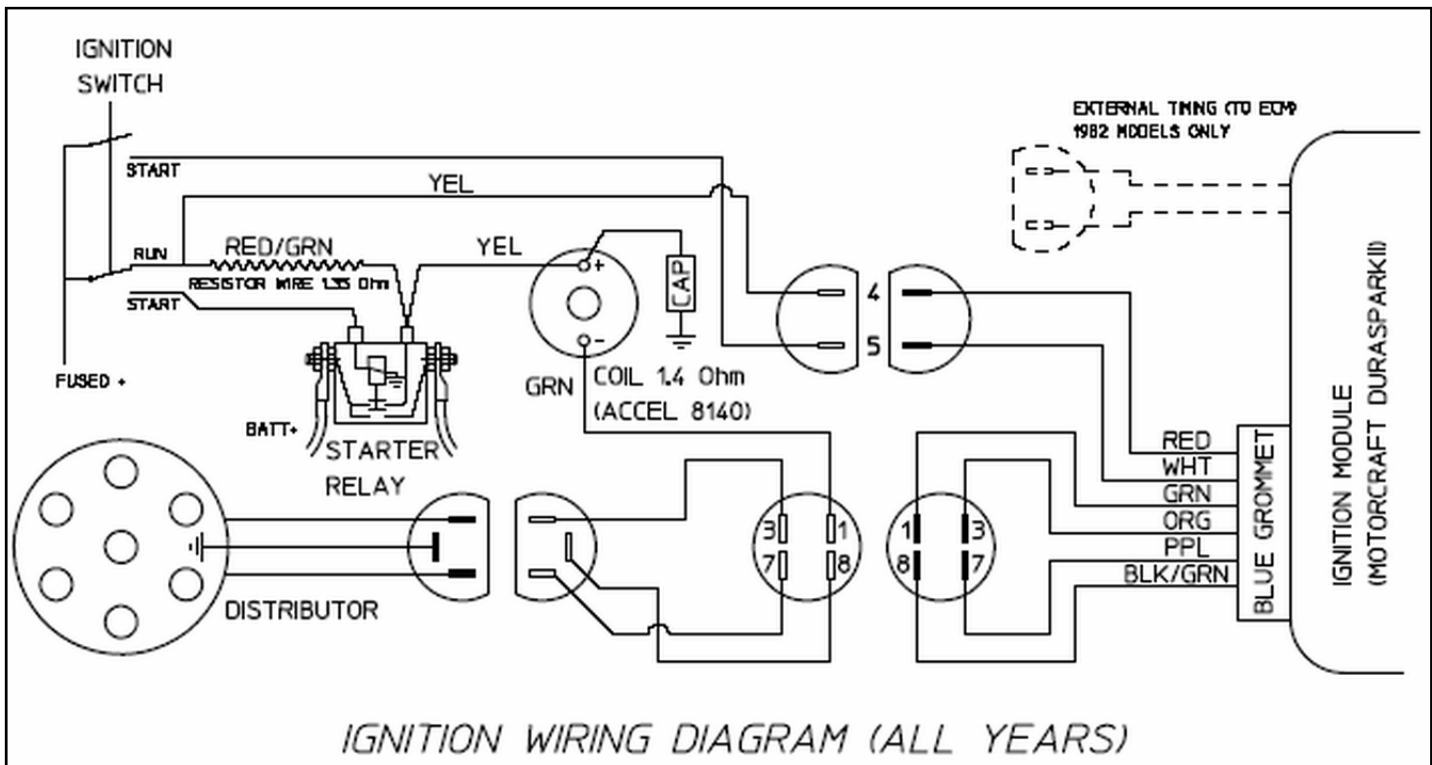 IGNITION
SWITCH
EXTERNAL TIMING (TO ECM)
1982 MODELS ONLY
START
YEL
RUN
RED/GRN
YEL
RESISTOR WIRE 1.35 Ohm
START
+
CAP
4
5
-
FUSED +
GRN
COIL 1.4 Ohm
(ACCEL 8140)
BATT+
STARTER
RELAY
RED
WHT
GRN
ORG
PPL
BLK/GRN
BLUE GROMMET
IGNITION MODULE
(MOTORCRAFT DURASPARKII)
3
1
7
8
1
3
8
7
DISTRIBUTOR
IGNITION WIRING DIAGRAM (ALL YEARS)